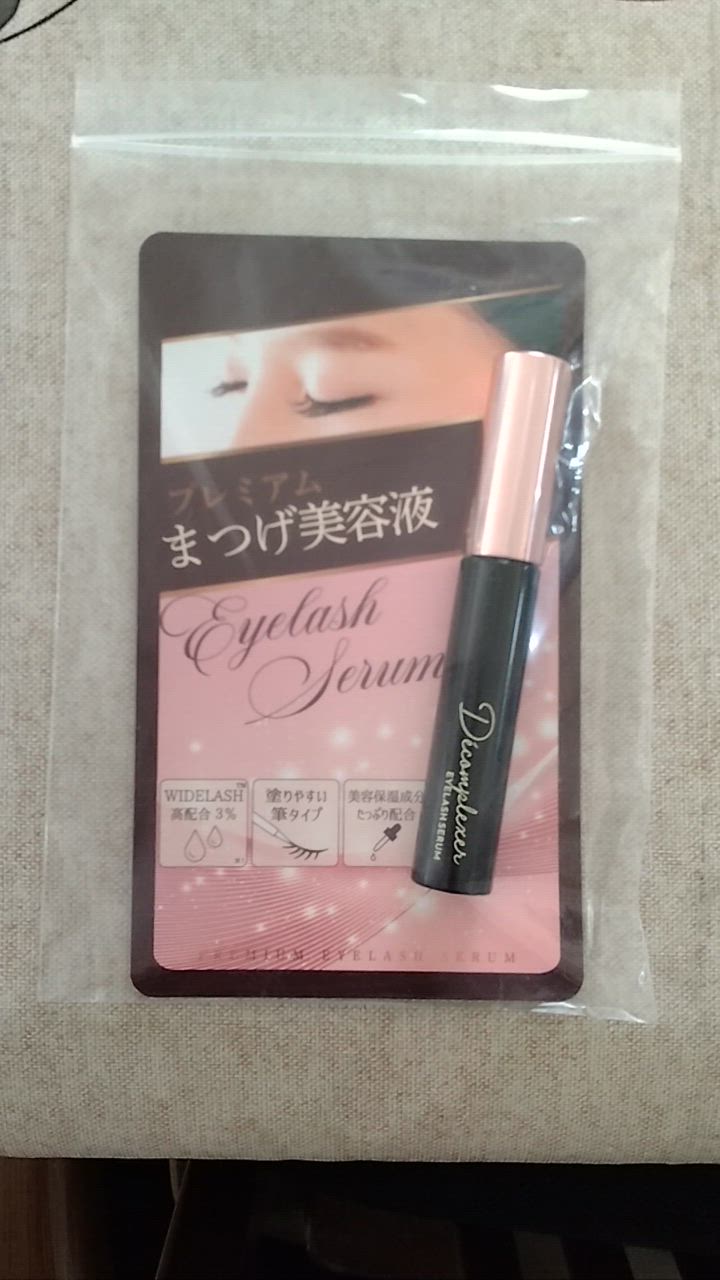 プレミアム
まつげ美容液
Eyelash
Serum
WIDELASH™
高配合 3%
塗りやすい
筆タイプ
美容保湿成分
たっぷり配合
Dicomplexer
EYELASH SERUM
PREMIUM EYELASH SERUM